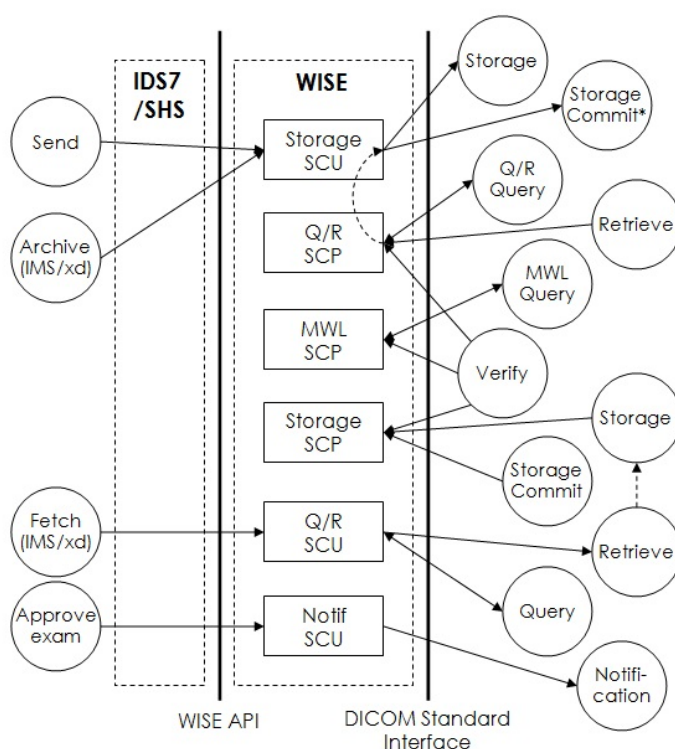 IDS7
/SHS
WISE
Storage
Storage
Commit*
Send
Storage
SCU
Q/R
Query
Archive
(IMS/xd)
Q/R
SCP
Retrieve
MWL
Query
MWL
SCP
Verify
Storage
SCP
Storage
Storage
Commit
Fetch
(IMS/xd)
Q/R
SCU
Retrieve
Approve
exam
Notif
SCU
Query
Notifi-
cation
WISE API
DICOM Standard
Interface